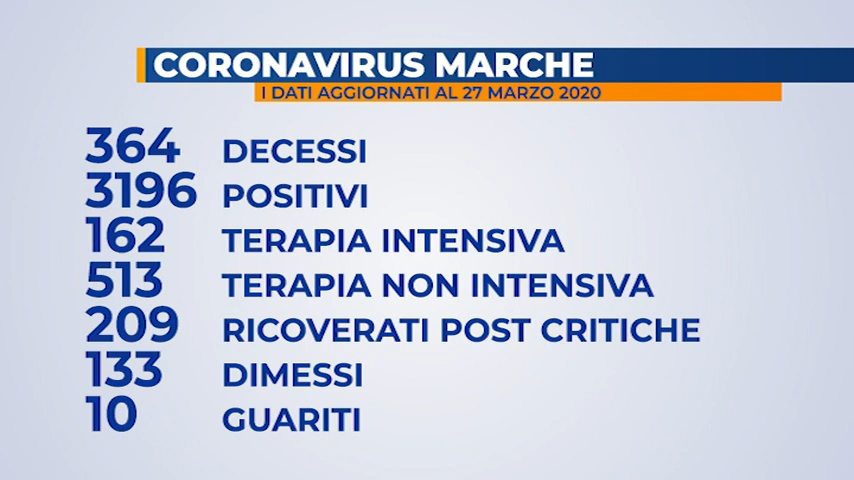 CORONAVIRUS MARCHE
I DATI AGGIORNATI AL 27 MARZO 2020
364 DECESSI
3196 POSITIVI
162 TERAPIA INTENSIVA
513 TERAPIA NON INTENSIVA
209 RICOVERATI POST CRITICHE
133 DIMESSI
10 GUARITI